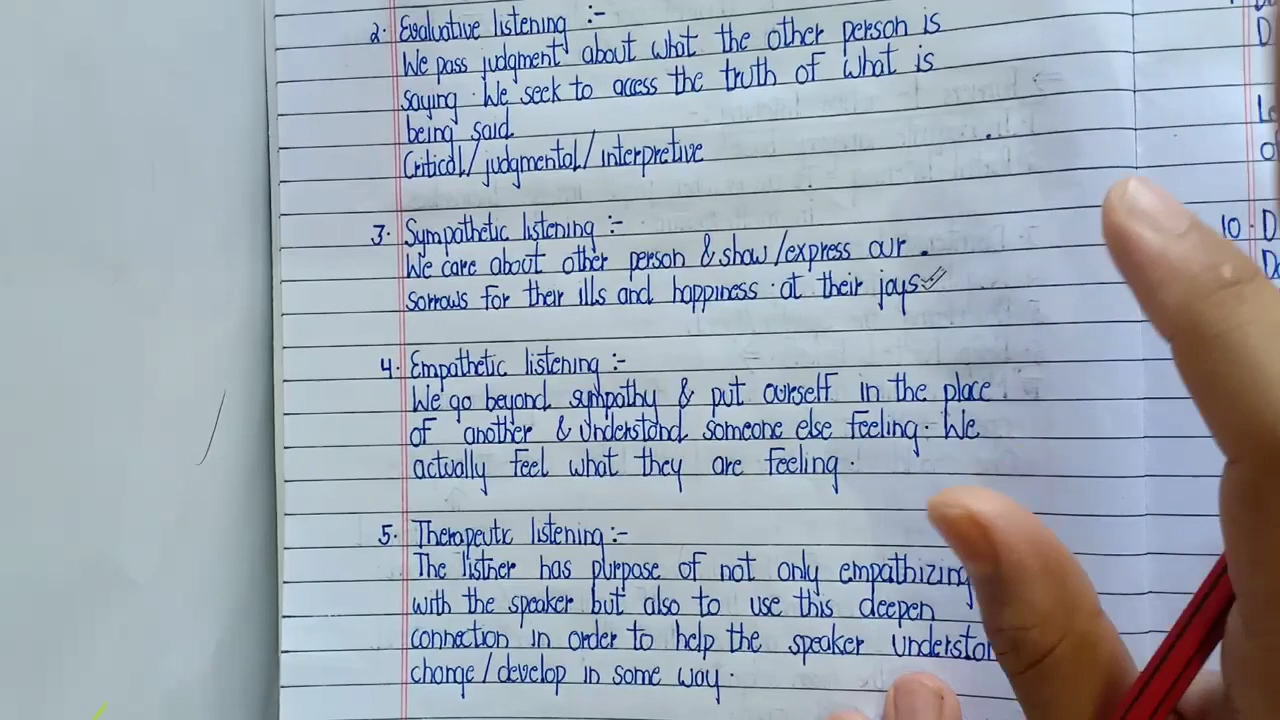 2. Evaluative listening :-
We pass judgment about what the other person is
saying. We seek to access the truth of what is
being said
Critical/judgmental/interpretive
3. Sympathetic listening :-
We care about other person & show/express our.
sorrows for their ills and happiness at their joys
4. Empathetic listening :-
We go beyond sympathy & put ourself in the place
of another & understand someone else feeling. We
actually feel what they are feeling.
5. Therapeutic listening :-
The listner has purpose of not only empathizing
with the speaker but also to use this deepen
connection in order to help the speaker
change/develop in some way.
10. D